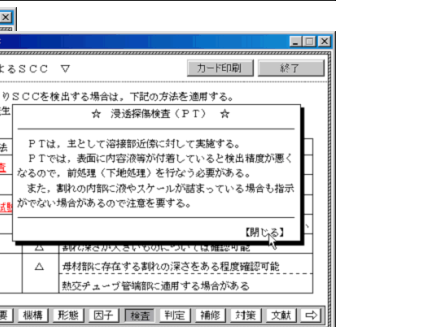 るSCC ▽
カード印刷 終了
りSCCを検出する場合は，下記の方法を適用する。
☆ 浸透探傷検査（PT） ☆
PTは，主として溶接部近傍に対して実施する。
PTでは，表面に内容液等が付着していると検出精度が悪く
なるので，前処理（下地処理）を行なう必要がある。
また，割れの内部に液やスケールが詰まっている場合も指示
がでない場合があるので注意を要する。
【閉じる】
△ 割れ深さが大きいものについては確認可能
△ 母材部に存在する割れの深さをある程度確認可能
熱交チューブ管端部に適用する場合がある
要 機構 形態 因子 検査 判定 補修 対策 文献 ⇨